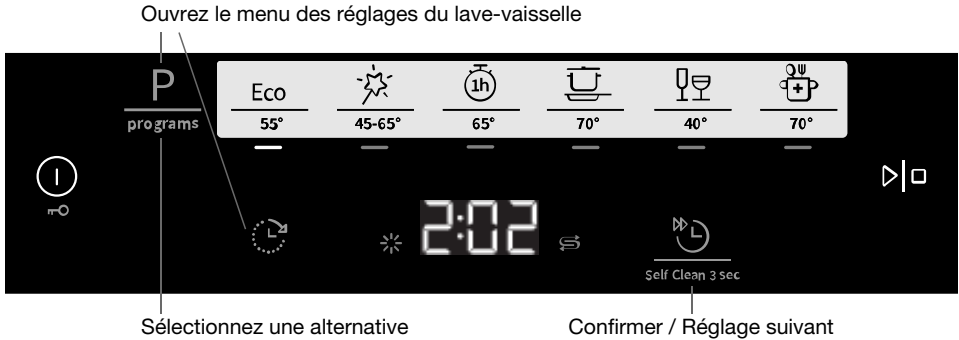 Ouvrez le menu des réglages du lave-vaisselle
P
programs
Eco
1h
55°
45-65°
65°
70°
40°
70°
2:02
Self Clean 3 sec
Sélectionnez une alternative
Confirmer / Réglage suivant